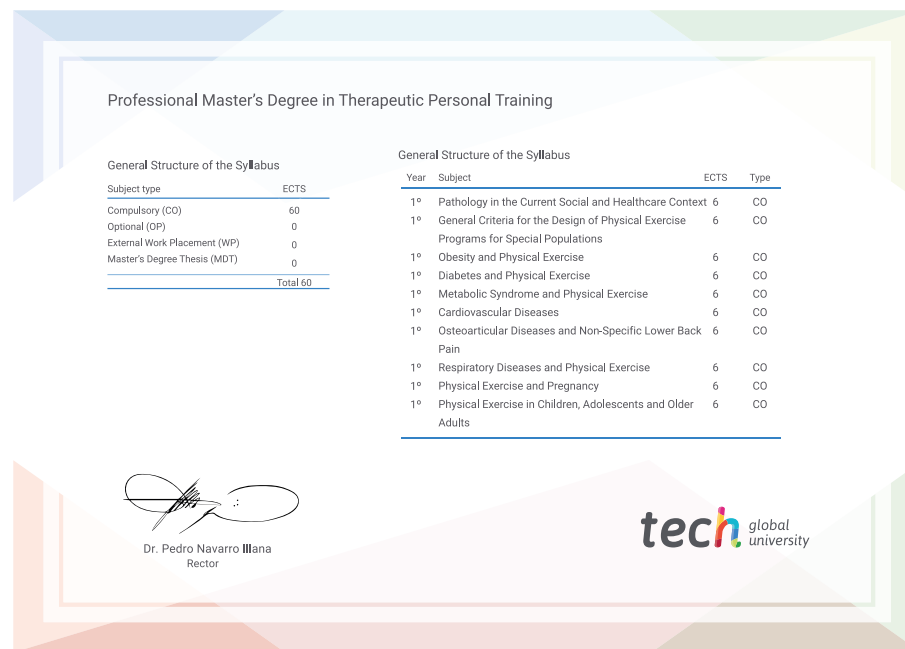 Professional Master's Degree in Therapeutic Personal Training
General Structure of the Syllabus
Subject type ECTS
Compulsory (CO) 60
Optional (OP) 0
External Work Placement (WP) 0
Master's Degree Thesis (MDT) 0
Total 60
General Structure of the Syllabus
Year Subject ECTS Type
1º Pathology in the Current Social and Healthcare Context 6 CO
1º General Criteria for the Design of Physical Exercise 6 CO
Programs for Special Populations
1º Obesity and Physical Exercise 6 CO
1º Diabetes and Physical Exercise 6 CO
1º Metabolic Syndrome and Physical Exercise 6 CO
1º Cardiovascular Diseases 6 CO
1º Osteoarticular Diseases and Non-Specific Lower Back 6 CO
Pain
1º Respiratory Diseases and Physical Exercise 6 CO
1º Physical Exercise and Pregnancy 6 CO
1º Physical Exercise in Children, Adolescents and Older 6 CO
Adults
Dr. Pedro Navarro Illana
Rector
tech global
university